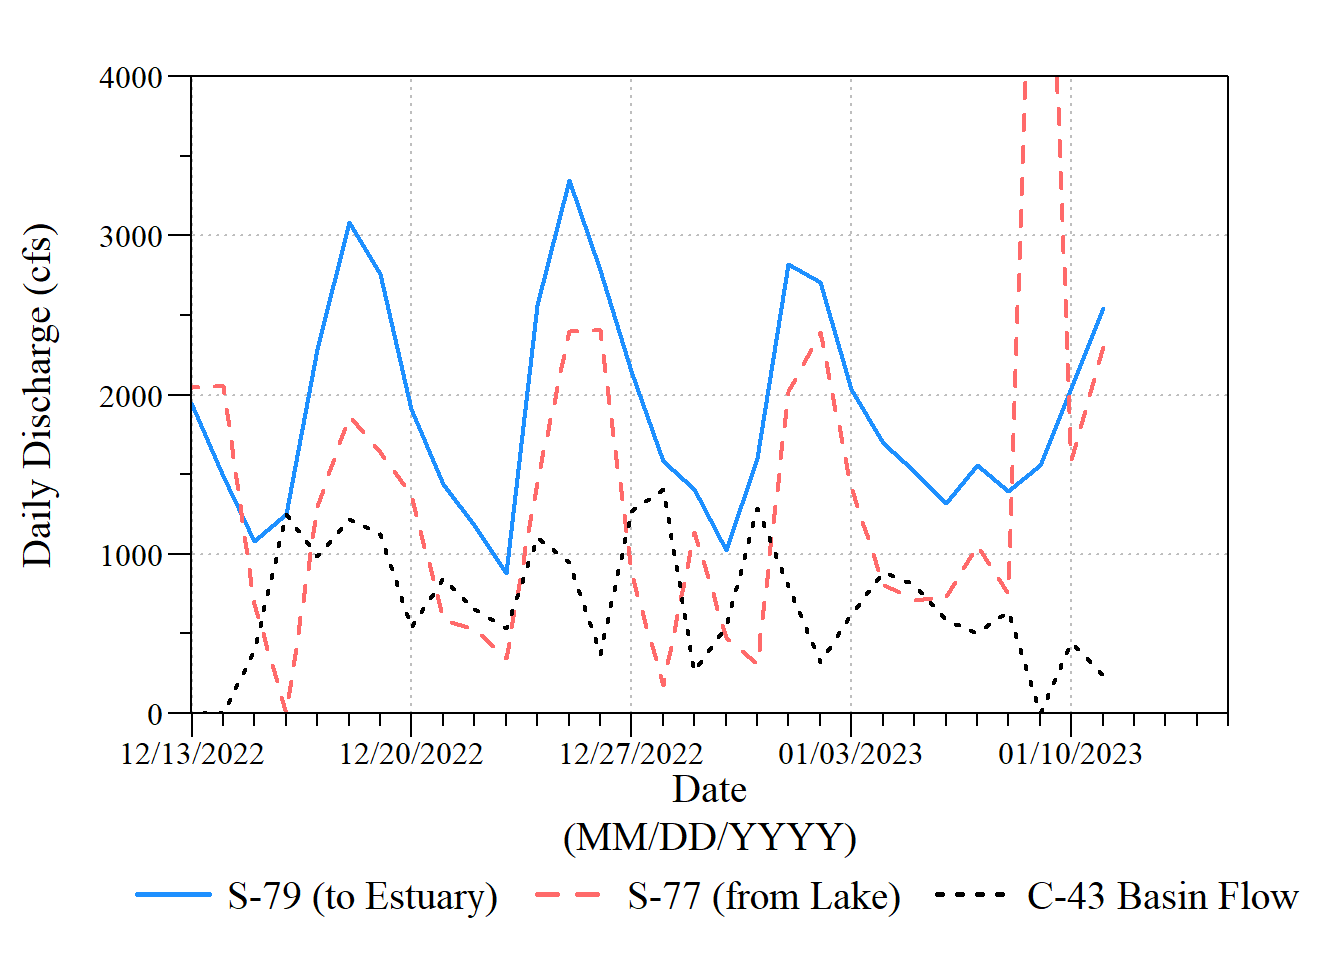 Daily Discharge (cfs)
4000
3000
2000
1000
0
12/13/2022 12/20/2022 12/27/2022 01/03/2023 01/10/2023
Date
(MM/DD/YYYY)
S-79 (to Estuary) S-77 (from Lake) C-43 Basin Flow